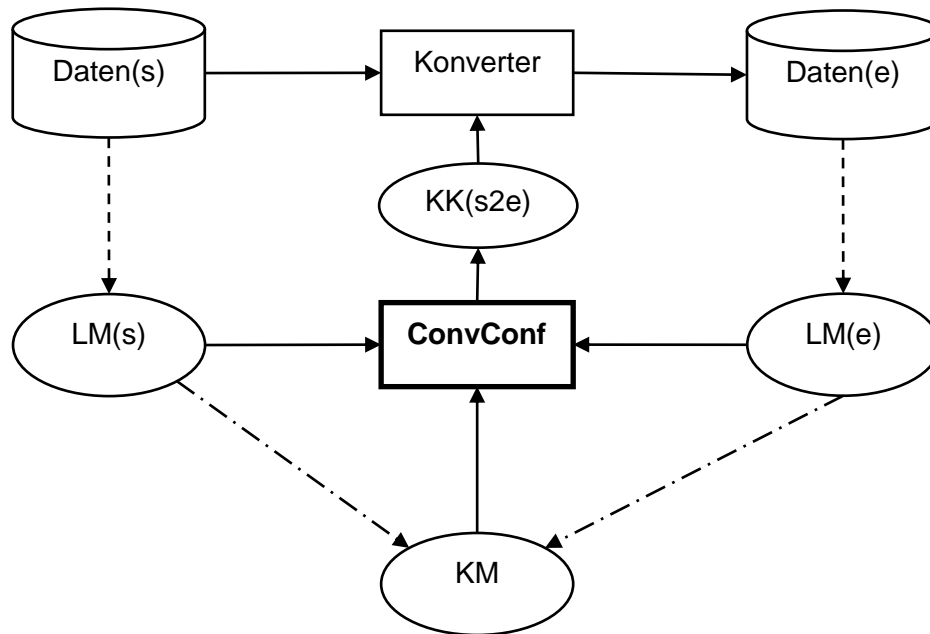 Daten(s)
Konverter
Daten(e)
KK(s2e)
LM(s)
ConvConf
LM(e)
KM